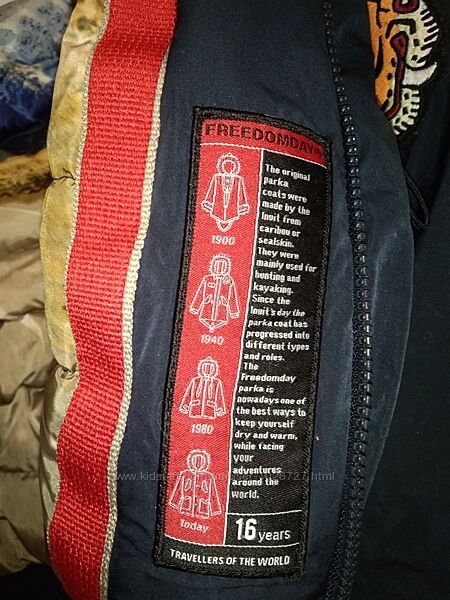 FREEDOMDAY
The original
parka
coats were
made by the
Inuit from
caribou or
sealskin.
They were
mainly used for
hunting and
kayaking.
Since the
Inuit's day the
parka coat has
progressed into
different types
and roles.
The
Freedomday
parka is
nowadays one of
the best ways to
keep yourself
dry and warm,
while facing
your
adventures
around the
world.
1900
1940
1980
today
16 years
TRAVELLERS OF THE WORLD